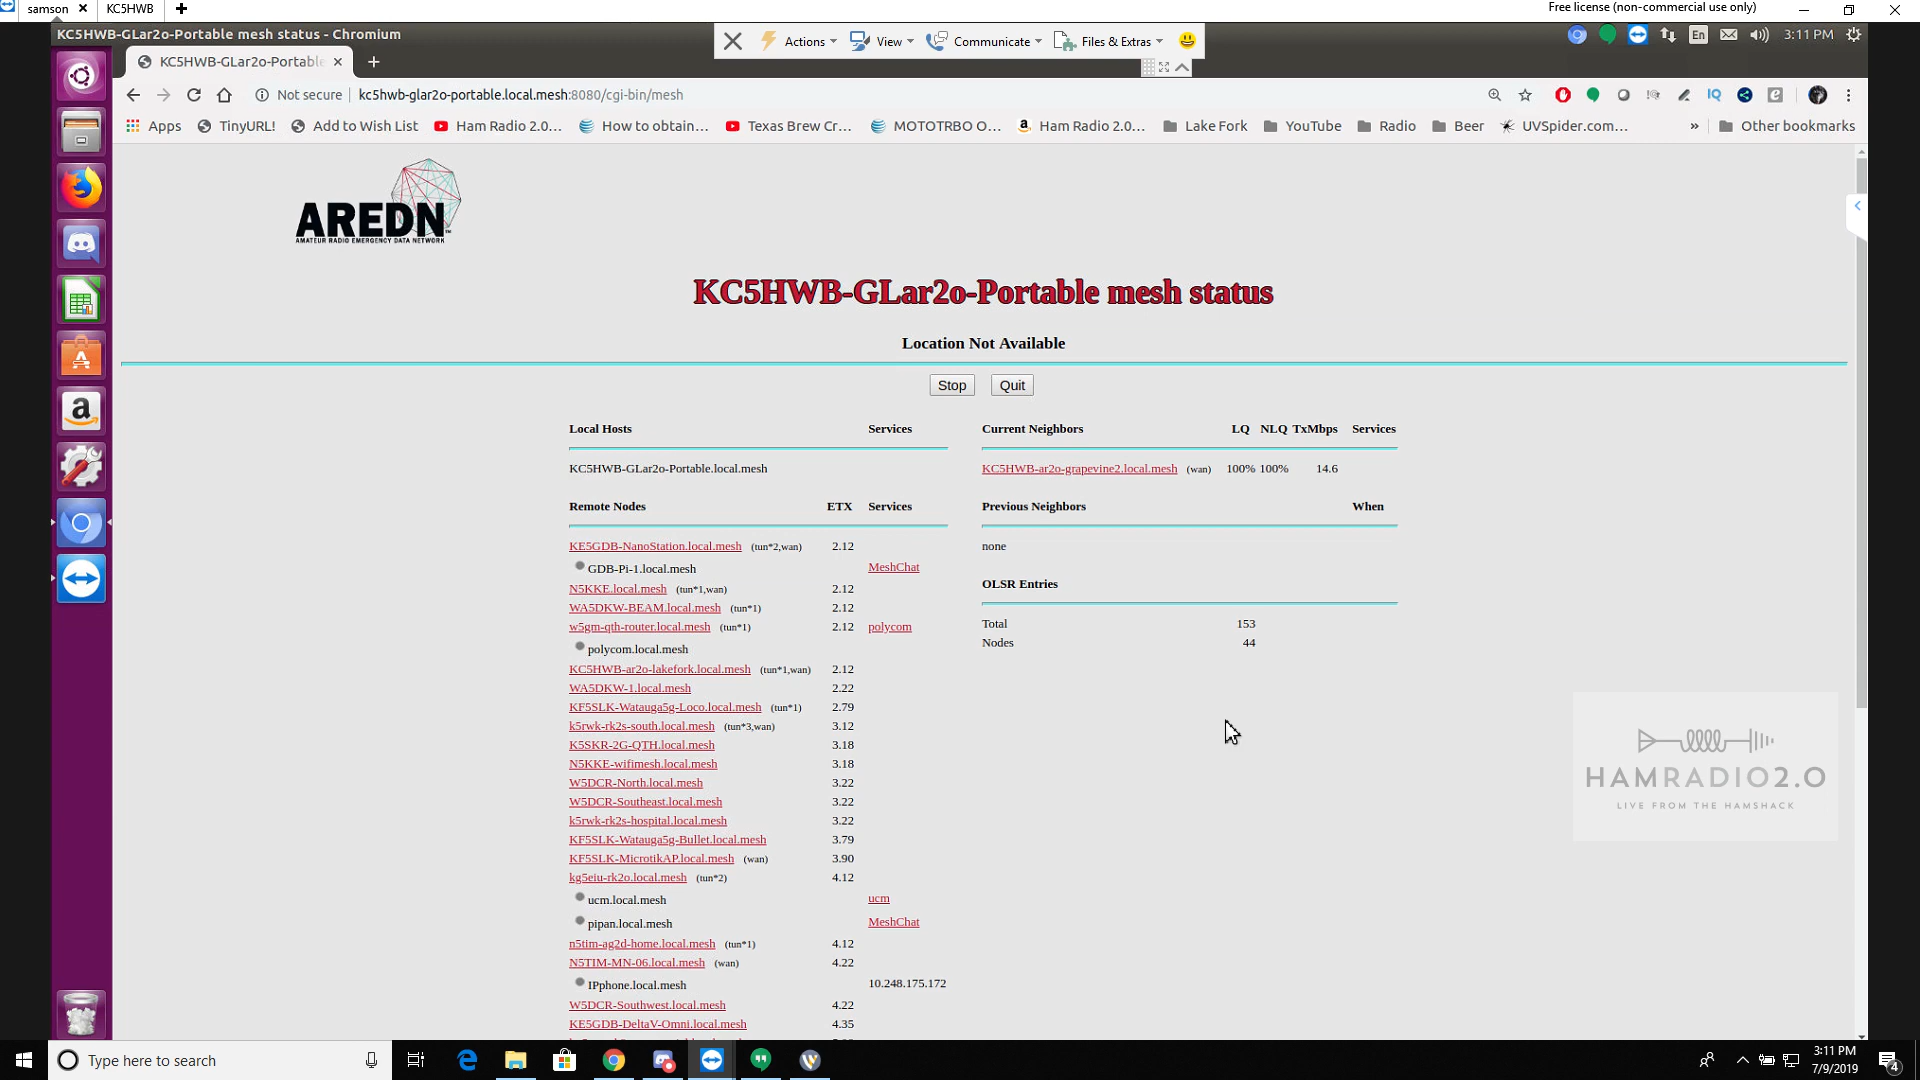 samson
KC5HWB
Free license (non-commercial use only)
KC5HWB-GLar2o-Portable mesh status - Chromium
Actions
View
Communicate
Files & Extras
En
3:11 PM
KC5HWB-GLar2o-Portable
Not secure
kc5hwb-glar2o-portable.local.mesh:8080/cgi-bin/mesh
Apps
TinyURL!
Add to Wish List
Ham Radio 2.0...
How to obtain...
Texas Brew Cr...
MOTOTRBO O...
Ham Radio 2.0...
Lake Fork
YouTube
Radio
Beer
UVSpider.com...
»
Other bookmarks
AREDN
AMATEUR RADIO EMERGENCY DATA NETWORK
KC5HWB-GLar2o-Portable mesh status
Location Not Available
Stop Quit
Local Hosts Services
KC5HWB-GLar2o-Portable.local.mesh
Remote Nodes ETX Services
KE5GDB-NanoStation.local.mesh (tun*2,wan) 2.12
GDB-Pi-1.local.mesh MeshChat
N5KKE.local.mesh (tun*1,wan) 2.12
WA5DKW-BEAM.local.mesh (tun*1) 2.12
w5gm-qth-router.local.mesh (tun*1) 2.12 polycom
polycom.local.mesh
KC5HWB-ar2o-lakefork.local.mesh (tun*1,wan) 2.12
WA5DKW-1.local.mesh 2.22
KF5SLK-Watauga5g-Loco.local.mesh (tun*1) 2.79
k5rwk-rk2s-south.local.mesh (tun*3,wan) 3.12
K5SKR-2G-QTH.local.mesh 3.18
N5KKE-wifimesh.local.mesh 3.18
W5DCR-North.local.mesh 3.22
W5DCR-Southeast.local.mesh 3.22
k5rwk-rk2s-hospital.local.mesh 3.22
KF5SLK-Watauga5g-Bullet.local.mesh 3.79
KF5SLK-MicrotikAP.local.mesh (wan) 3.90
kg5eiu-rk2o.local.mesh (tun*2) 4.12
ucm.local.mesh ucm
pipan.local.mesh MeshChat
n5tim-ag2d-home.local.mesh (tun*1) 4.12
N5TIM-MN-06.local.mesh (wan) 4.22
IPphone.local.mesh 10.248.175.172
W5DCR-Southwest.local.mesh 4.22
KE5GDB-DeltaV-Omni.local.mesh 4.35
Current Neighbors LQ NLQ TxMbps Services
KC5HWB-ar2o-grapevine2.local.mesh (wan) 100% 100% 14.6
Previous Neighbors When
none
OLSR Entries
Total 153
Nodes 44
HAMRADIO2.0
LIVE FROM THE HAMSHACK
Type here to search
3:11 PM
7/9/2019
4